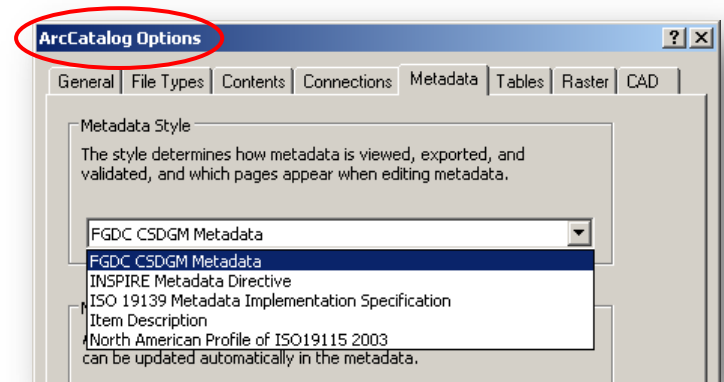 ArcCatalog Options
General File Types Contents Connections Metadata Tables Raster CAD
Metadata Style
The style determines how metadata is viewed, exported, and
validated, and which pages appear when editing metadata.
FGDC CSDGM Metadata
FGDC CSDGM Metadata
INSPIRE Metadata Directive
ISO 19139 Metadata Implementation Specification
Item Description
North American Profile of ISO19115 2003
can be updated automatically in the metadata.